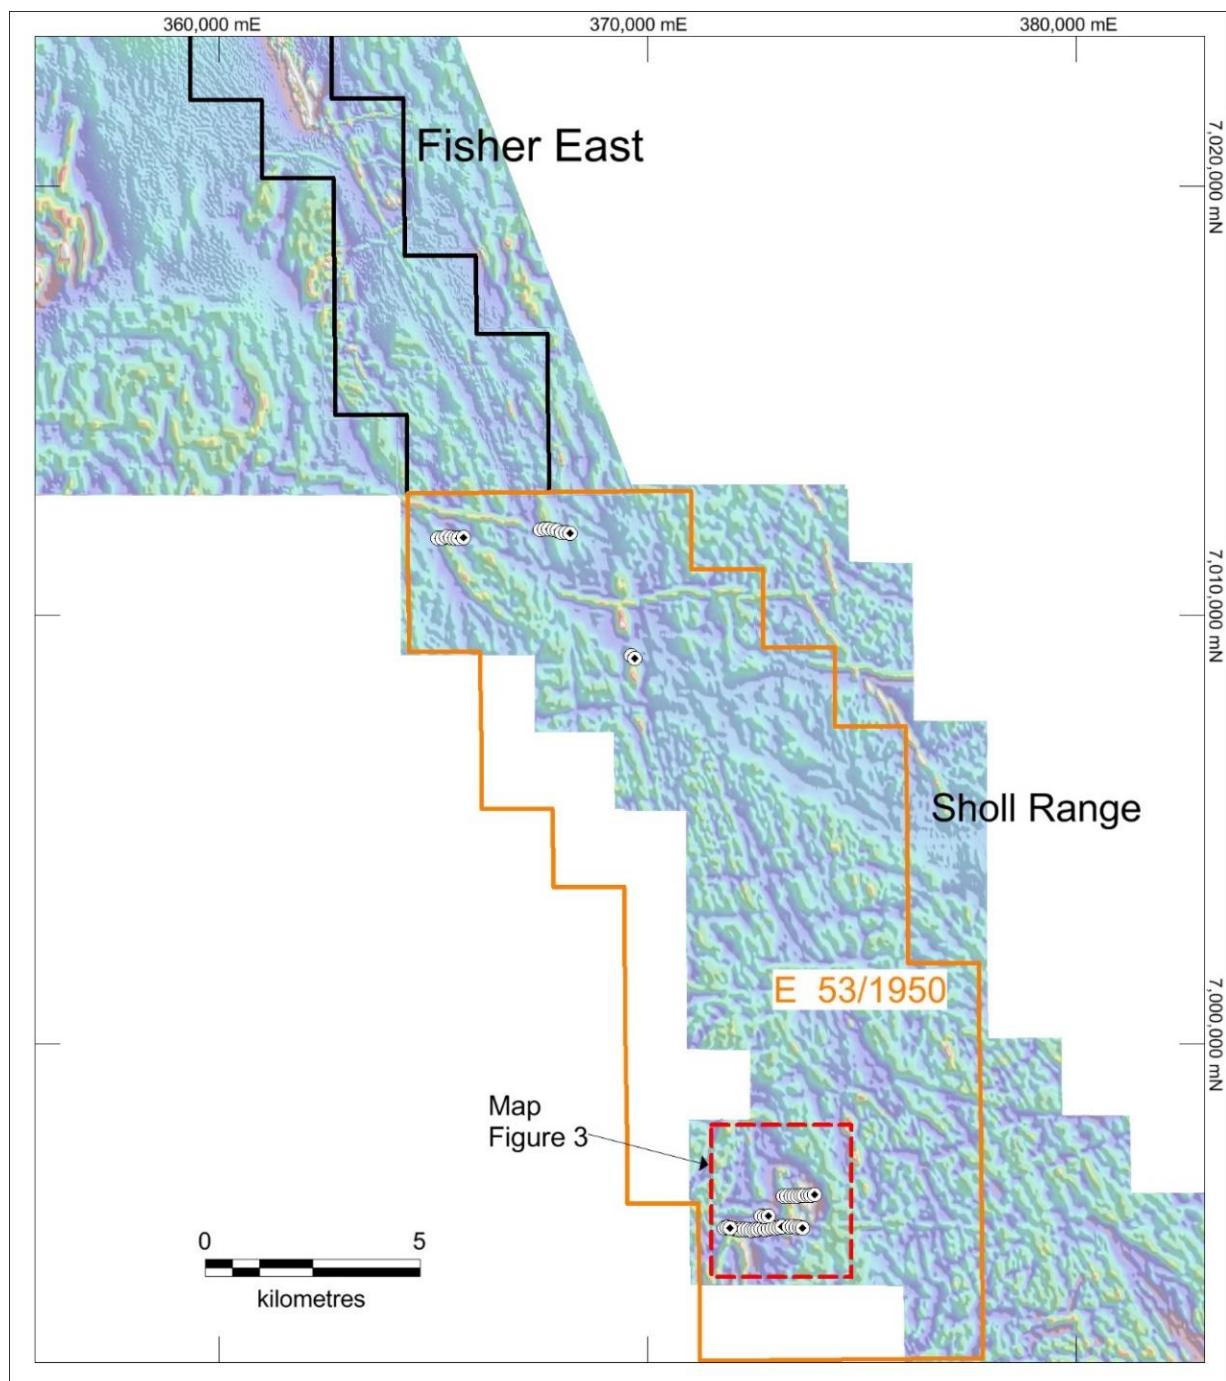 360,000 mE
370,000 mE
380,000 mE
Fisher East
7,020,000 mN
7,010,000 mN
Sholl Range
E 53/1950
7,000,000 mN
Map
Figure 3
0
5
kilometres